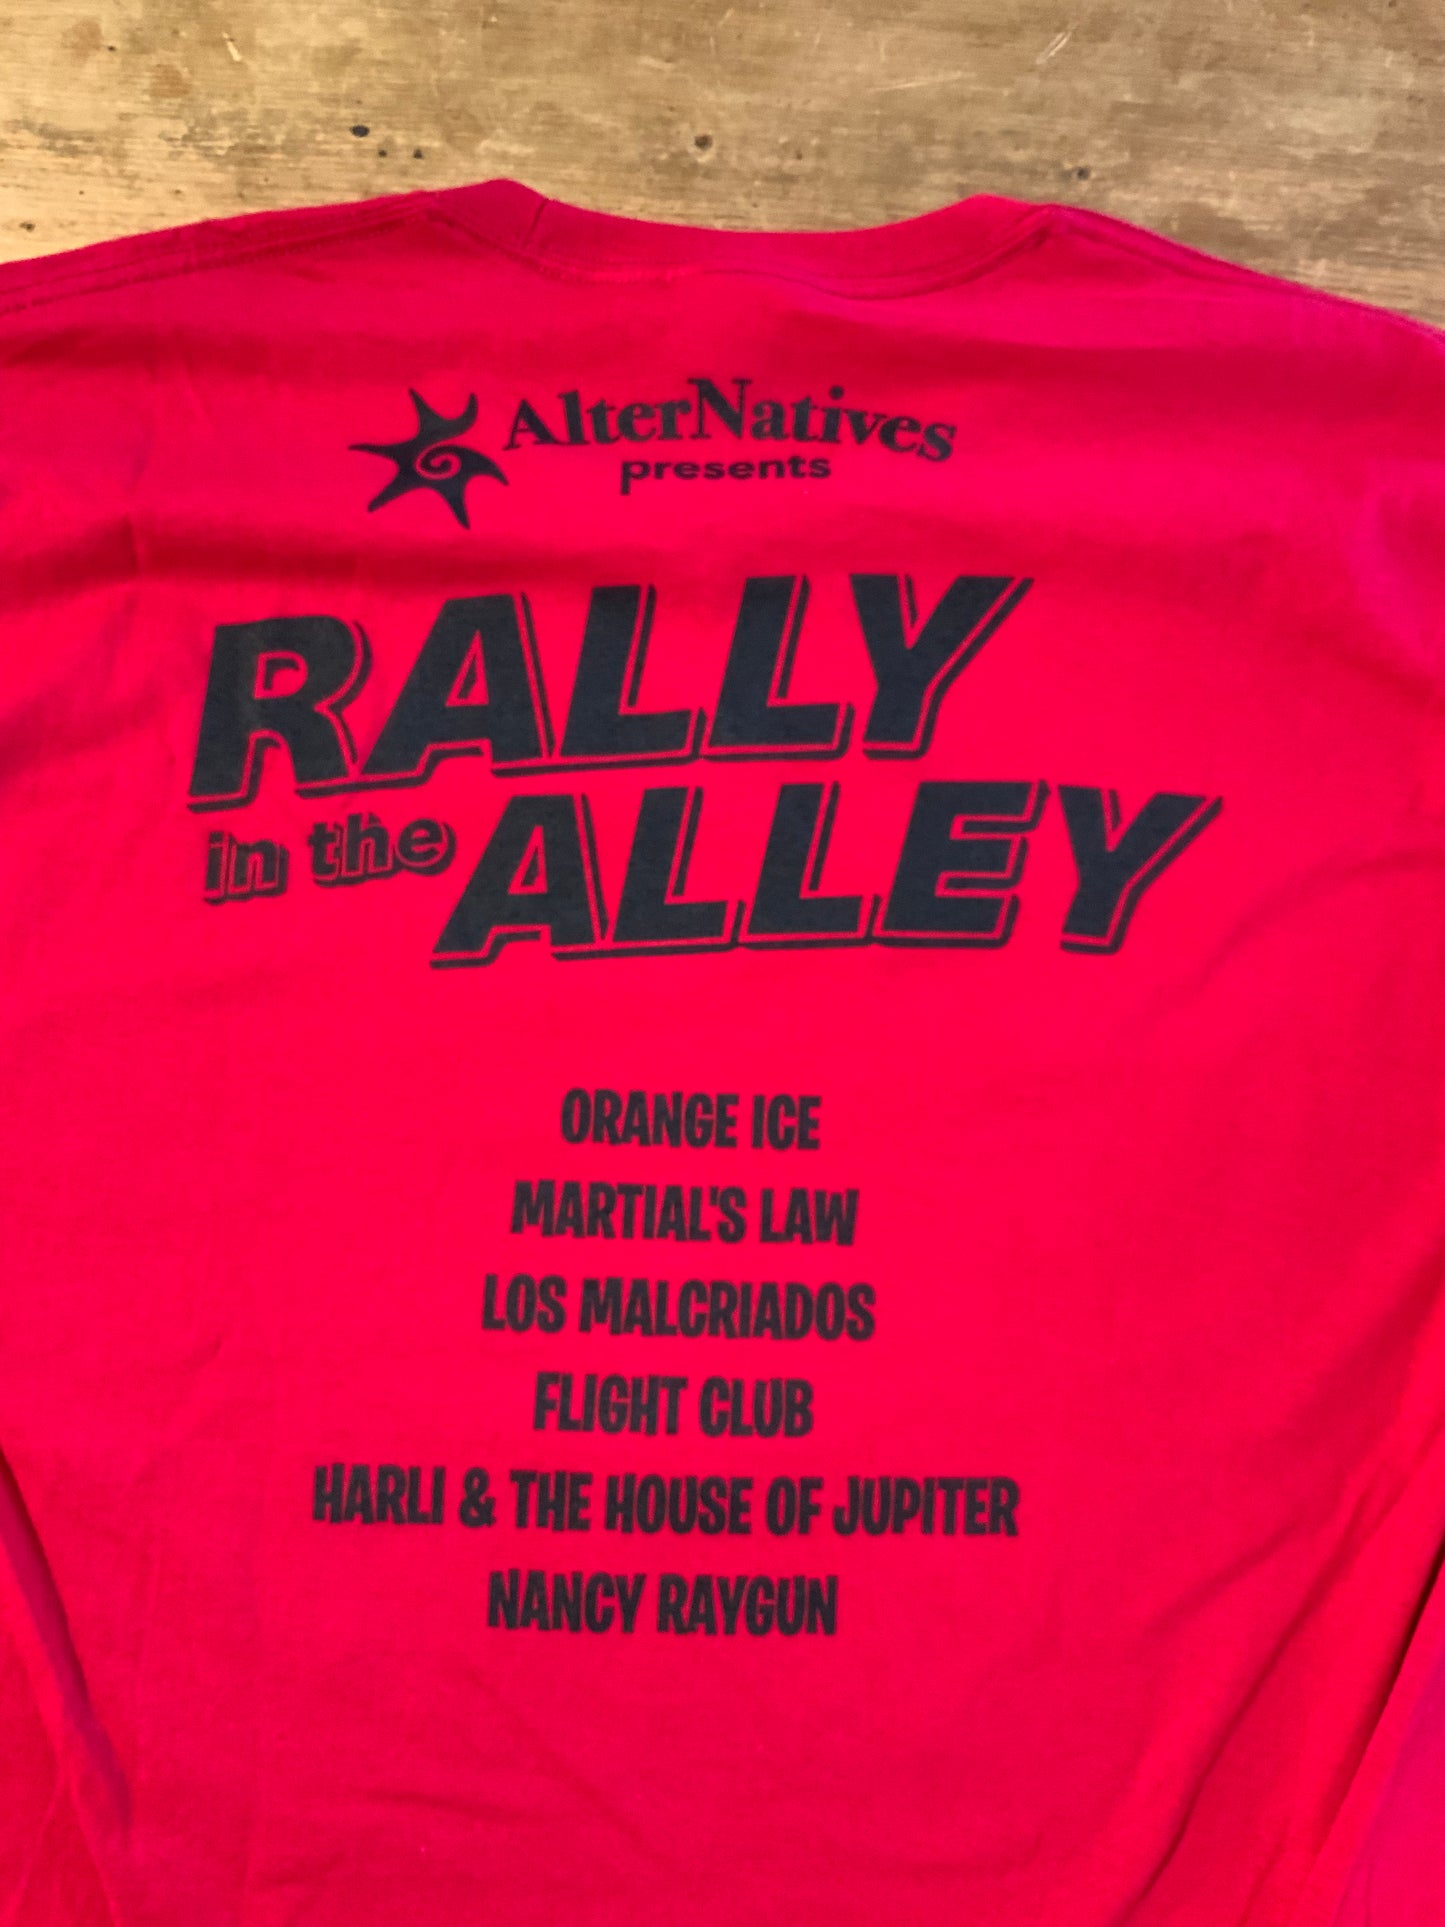 AlterNatives
presents
RALLY
in the ALLEY
ORANGE ICE
MARTIAL'S LAW
LOS MALCRIADOS
FLIGHT CLUB
HARLI & THE HOUSE OF JUPITER
NANCY RAYGUN